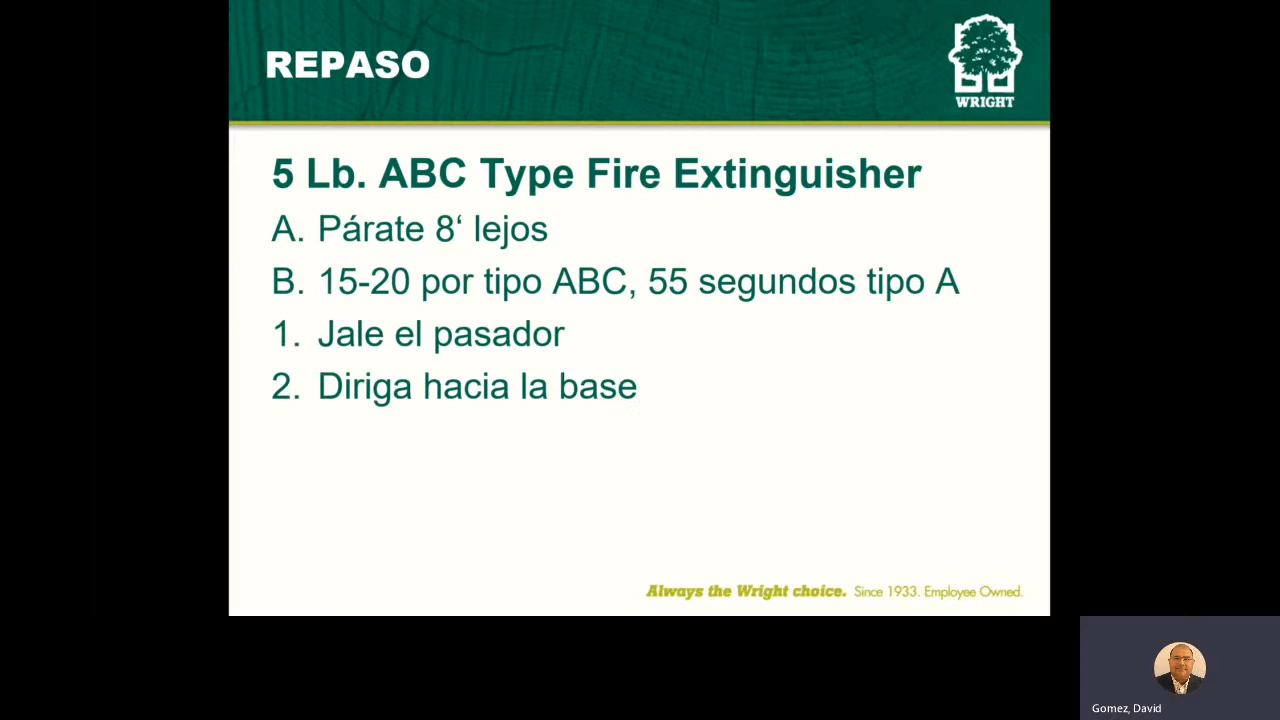 REPASO
WRIGHT
5 Lb. ABC Type Fire Extinguisher
A. Párate 8‘ lejos
B. 15-20 por tipo ABC, 55 segundos tipo A
1. Jale el pasador
2. Diriga hacia la base
Always the Wright choice. Since 1933. Employee Owned.
Gomez, David